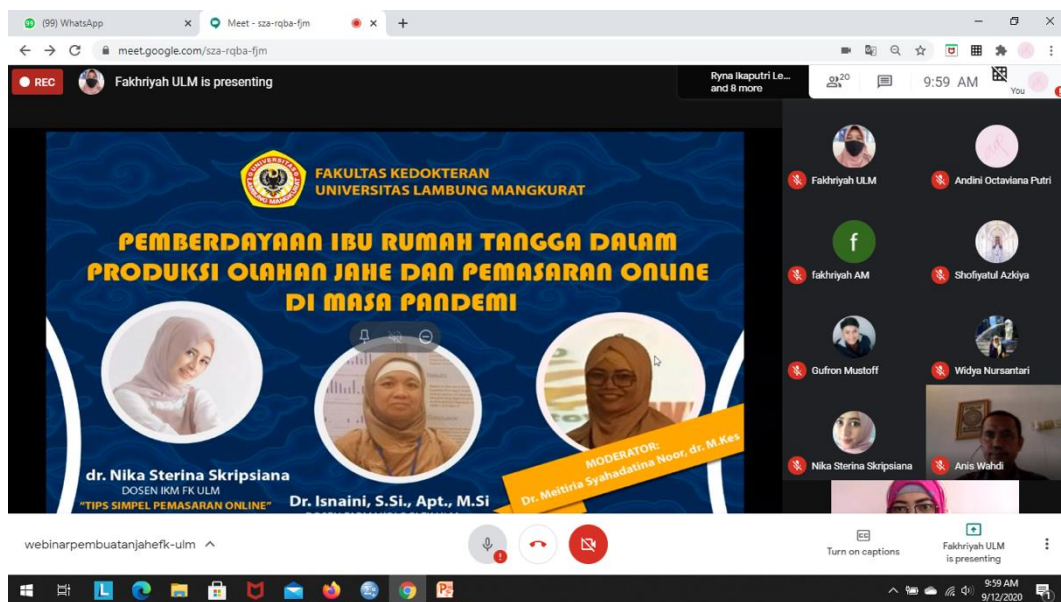 (99) WhatsApp
Meet - sza-rqba-fjm
meet.google.com/sza-rqba-fjm
REC
Fakhriyah ULM is presenting
Ryna Ikaputri Le...
and 8 more
20
9:59 AM
You
UNIVERSITAS
LAMBUNG MANGKURAT
FAKULTAS KEDOKTERAN
UNIVERSITAS LAMBUNG MANGKURAT
PEMBERDAYAAN IBU RUMAH TANGGA DALAM
PRODUKSI OLAHAN JAHE DAN PEMASARAN ONLINE
DI MASA PANDEMI
dr. Nika Sterina Skripsiana
DOSEN IKM FK ULM
"TIPS SIMPEL PEMASARAN ONLINE"
Dr. Isnaini, S.Si., Apt., M.Si
MODERATOR:
Dr. Meitiria Syahadatina Noor, dr. M.Kes
Fakhriyah ULM
Andini Octaviana Putri
f
fakhriyah AM
Shofiyatul Azkiya
Gufron Mustoff
Widya Nursantari
Nika Sterina Skripsiana
Anis Wahdi
webinarpembuatanjahefk-ulm
CC
Turn on captions
Fakhriyah ULM
is presenting
L
9:59 AM
9/12/2020